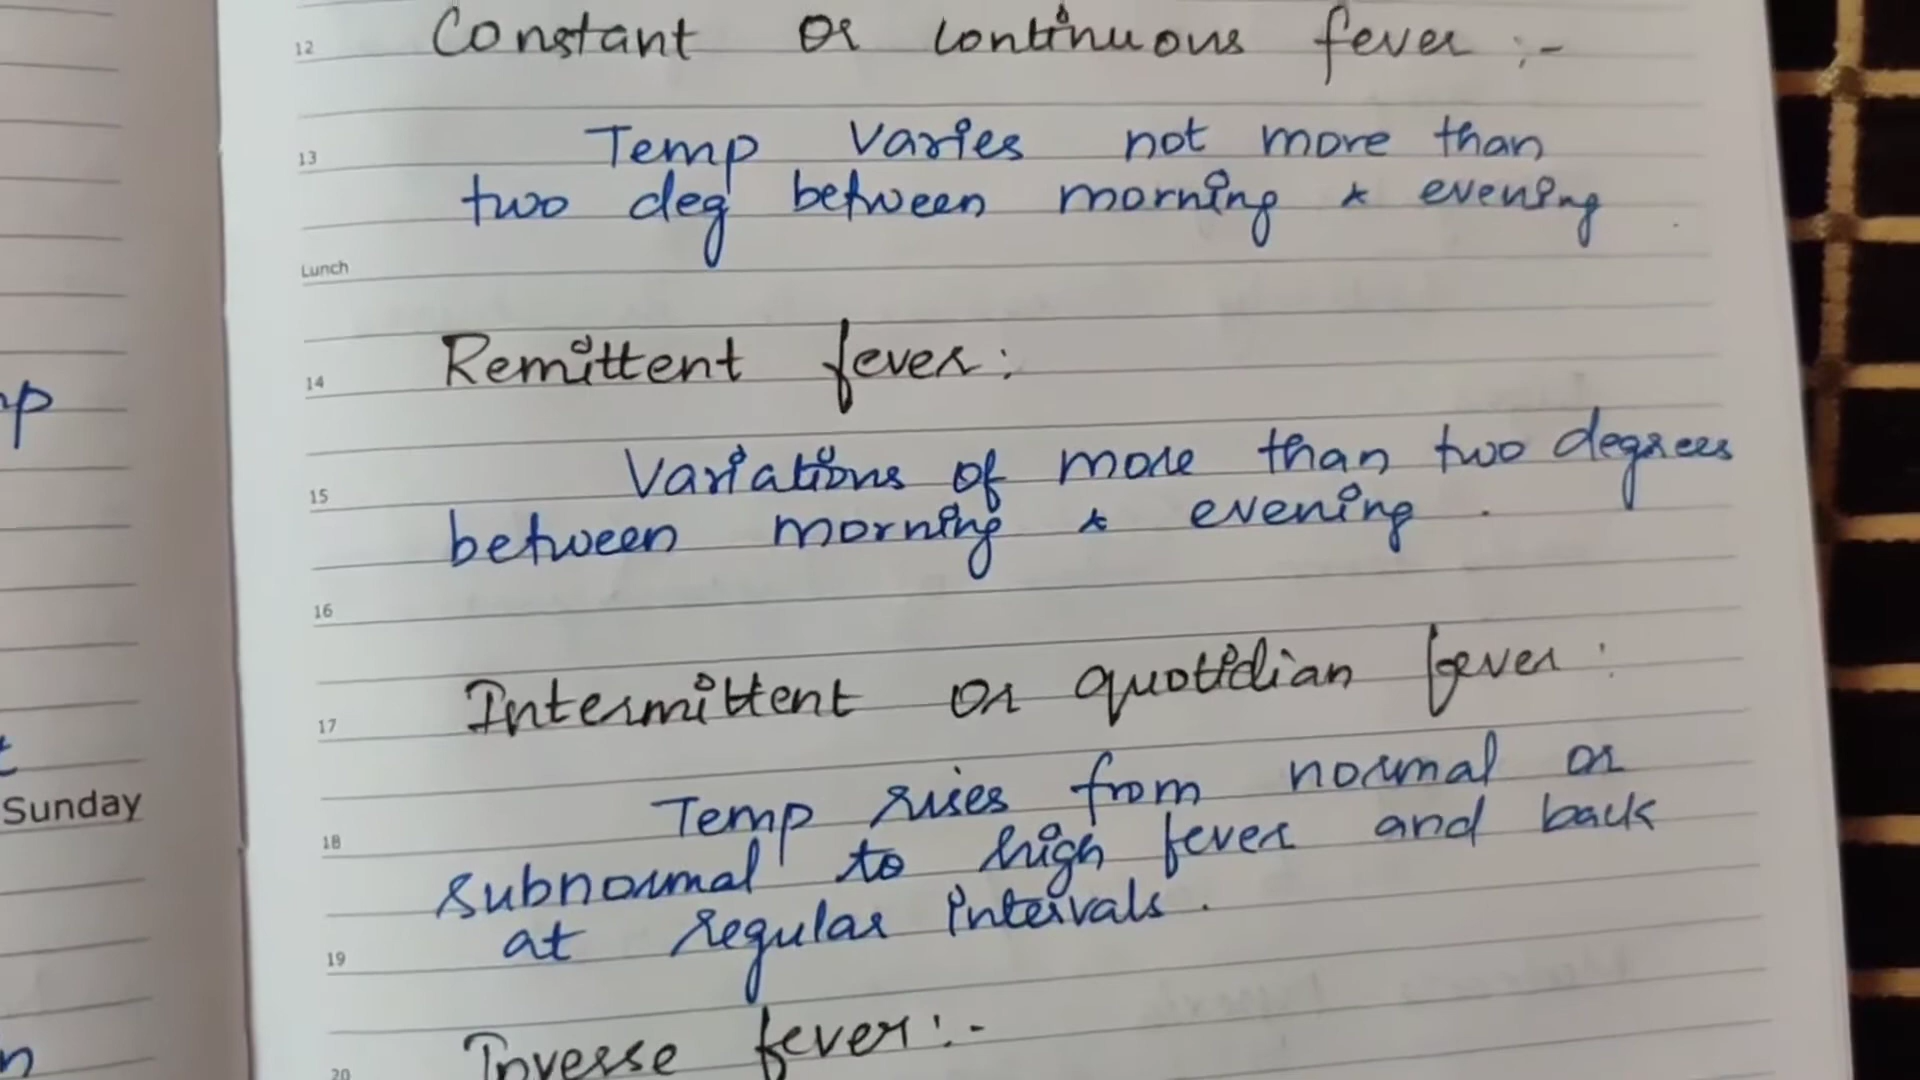 12 Constant or continuous fever :-
13 Temp varies not more than
two deg between morning & evening
Lunch
14 Remittent fever :
Variations of more than two degrees
15 between morning & evening .
16
17 Intermittent or quotidian fever :
Temp rises from normal or
18 subnormal to high fever and back
19 at regular intervals .
20 Inverse fever :-
p
Sunday
n